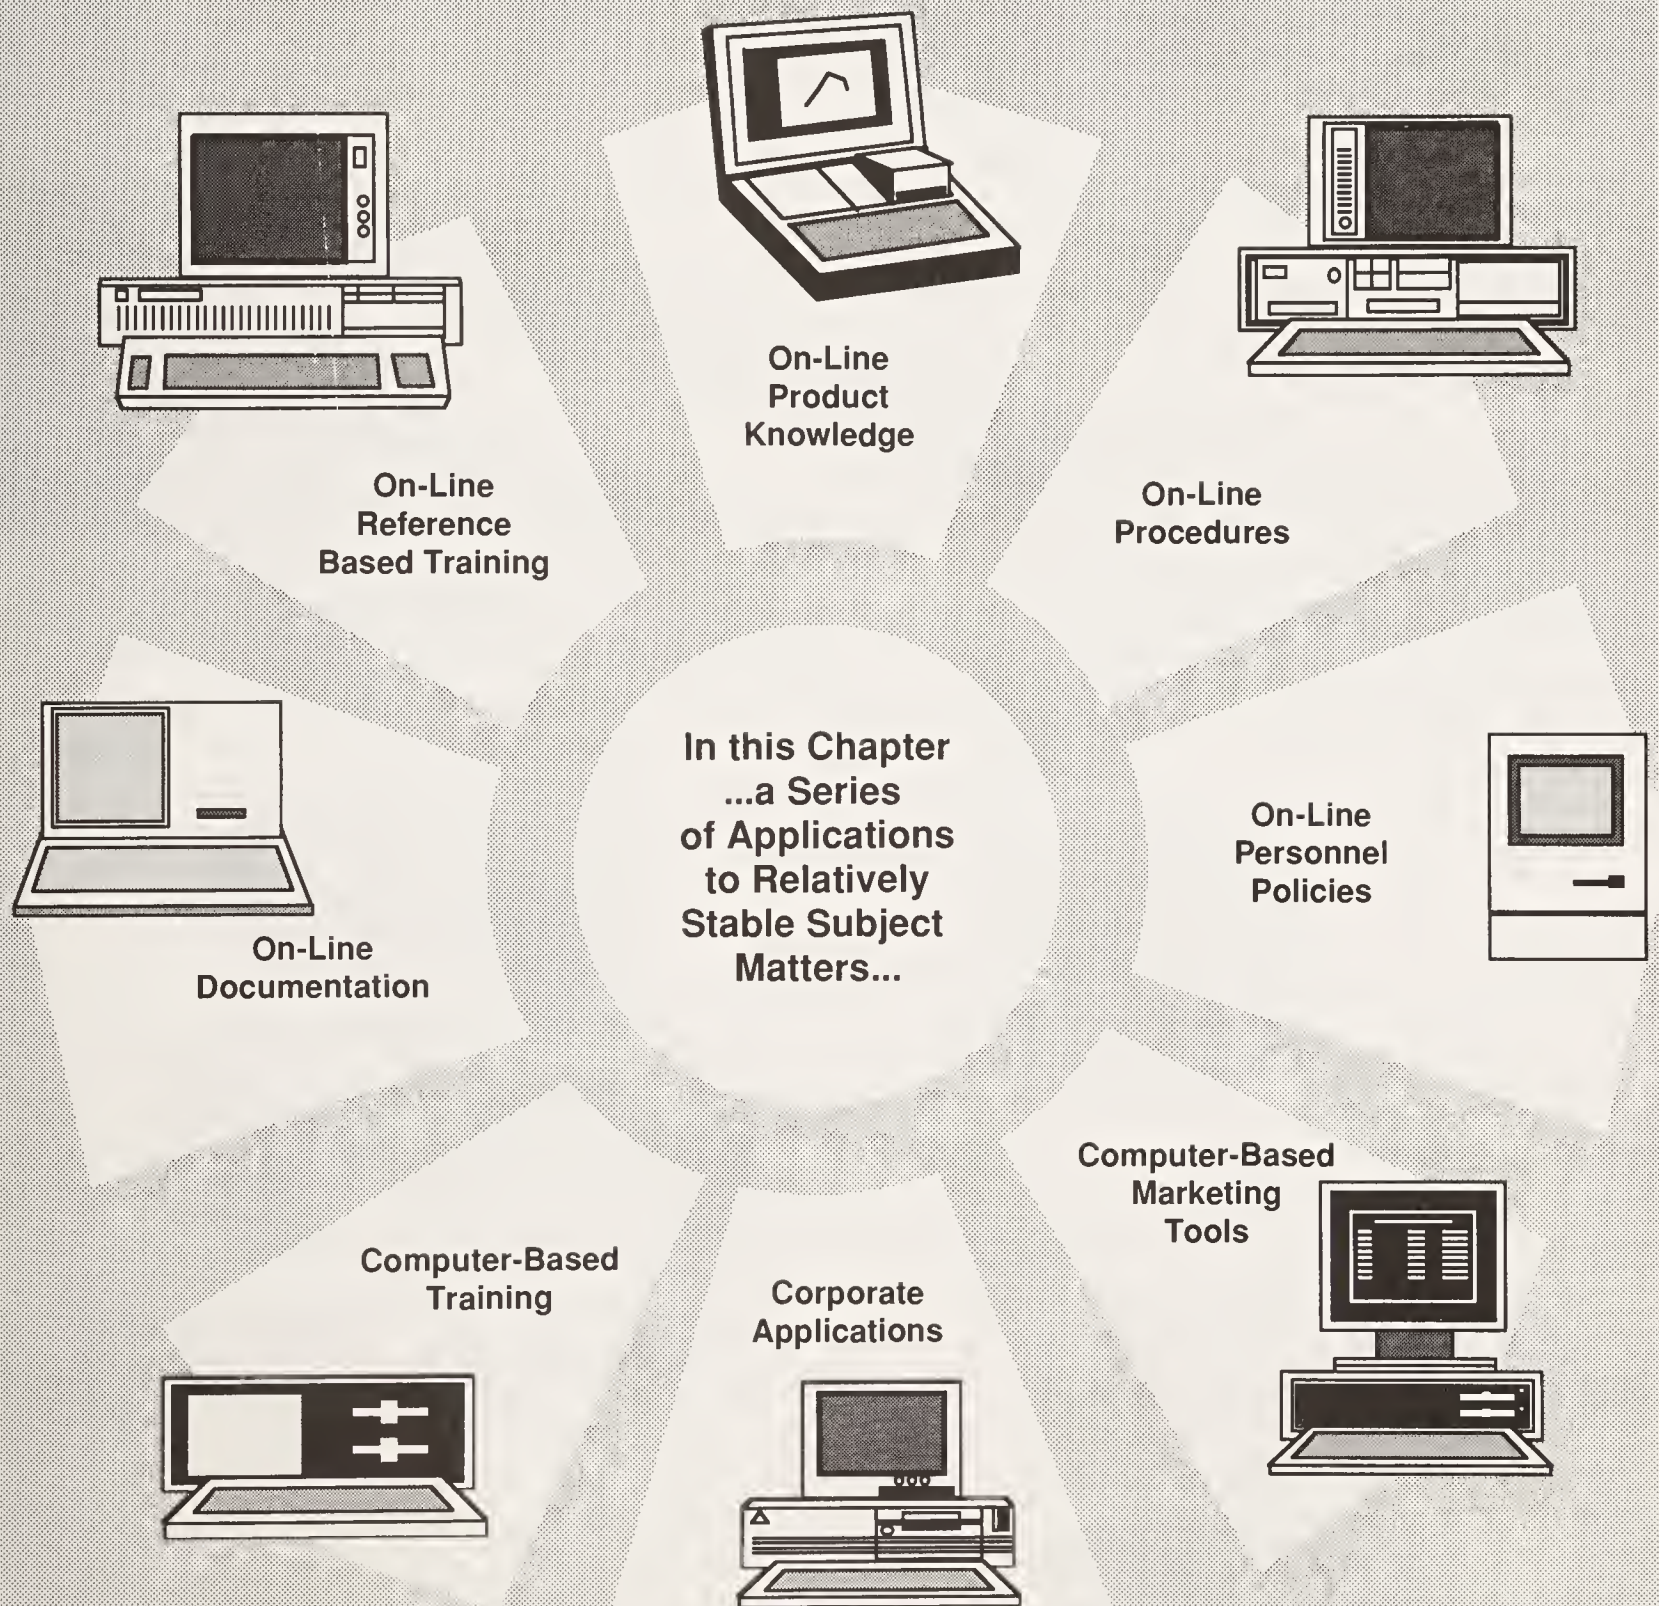 On-Line
Product
Knowledge
On-Line
Reference
Based Training
On-Line
Procedures
In this Chapter
...a Series
of Applications
to Relatively
Stable Subject
Matters...
On-Line
Personnel
Policies
On-Line
Documentation
Computer-Based
Marketing
Tools
Computer-Based
Training
Corporate
Applications